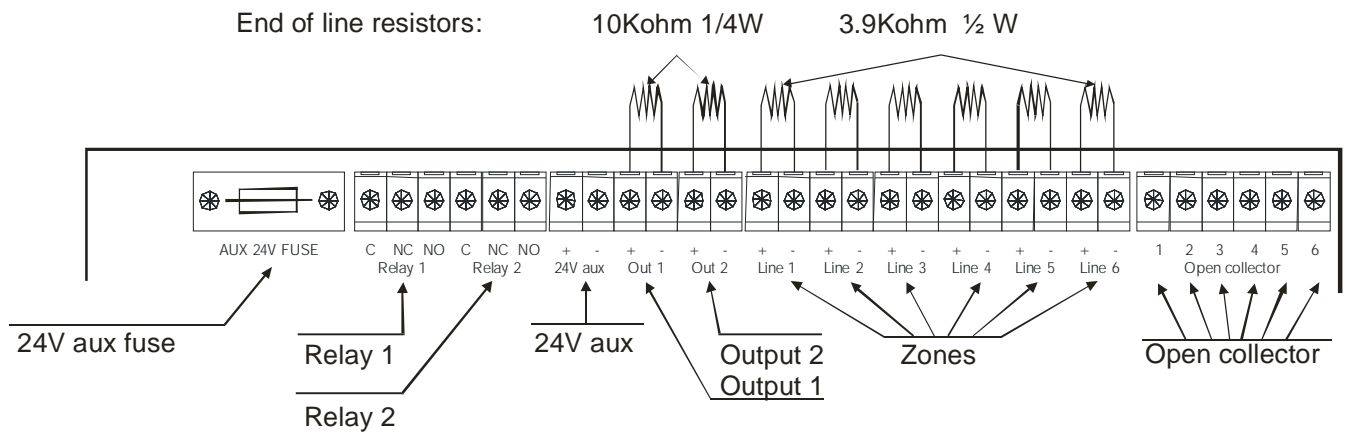 End of line resistors: 10Kohm 1/4W 3.9Kohm ½ W
AUX 24V FUSE C NC NO C NC NO + - + - + - + - + - + - + - + - + - 1 2 3 4 5 6
Relay 1 Relay 2 24V aux Out 1 Out 2 Line 1 Line 2 Line 3 Line 4 Line 5 Line 6 Open collector
24V aux fuse Relay 1 24V aux Output 2 Zones Open collector
Output 1
Relay 2